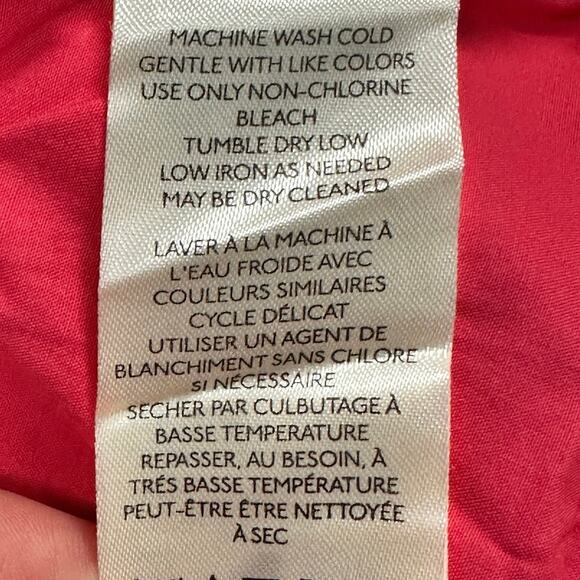 MACHINE WASH COLD
GENTLE WITH LIKE COLORS
USE ONLY NON-CHLORINE
BLEACH
TUMBLE DRY LOW
LOW IRON AS NEEDED
MAY BE DRY CLEANED
LAVER À LA MACHINE À
L'EAU FROIDE AVEC
COULEURS SIMILAIRES
CYCLE DÉLICAT
UTILISER UN AGENT DE
BLANCHIMENT SANS CHLORE
SI NÉCESSAIRE
SECHER PAR CULBUTAGE À
BASSE TEMPERATURE
REPASSER, AU BESOIN, À
TRÉS BASSE TEMPÉRATURE
PEUT-ÊTRE ÊTRE NETTOYÉE
À SEC